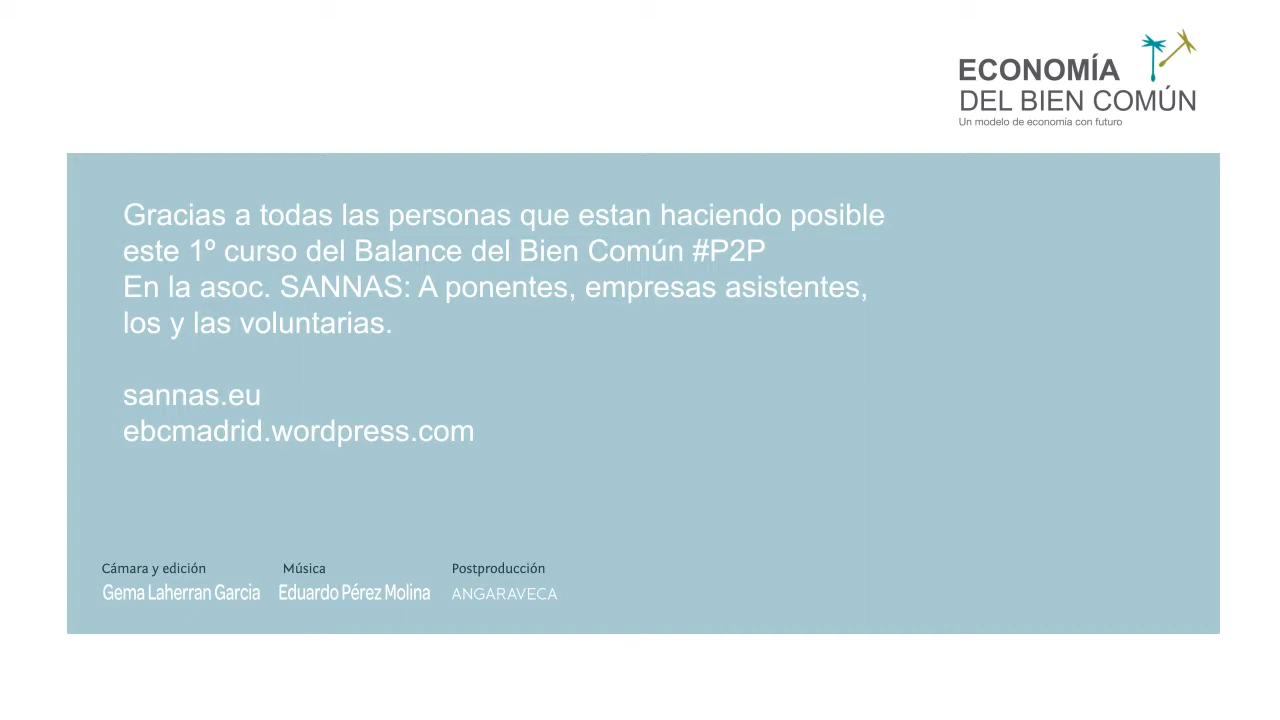 ECONOMÍA
DEL BIEN COMÚN
Un modelo de economía con futuro
Gracias a todas las personas que estan haciendo posible
este 1º curso del Balance del Bien Común #P2P
En la asoc. SANNAS: A ponentes, empresas asistentes,
los y las voluntarias.
sannas.eu
ebcmadrid.wordpress.com
Cámara y edición
Gema Laherran Garcia
Música
Eduardo Pérez Molina
Postproducción
ANGARAVECA